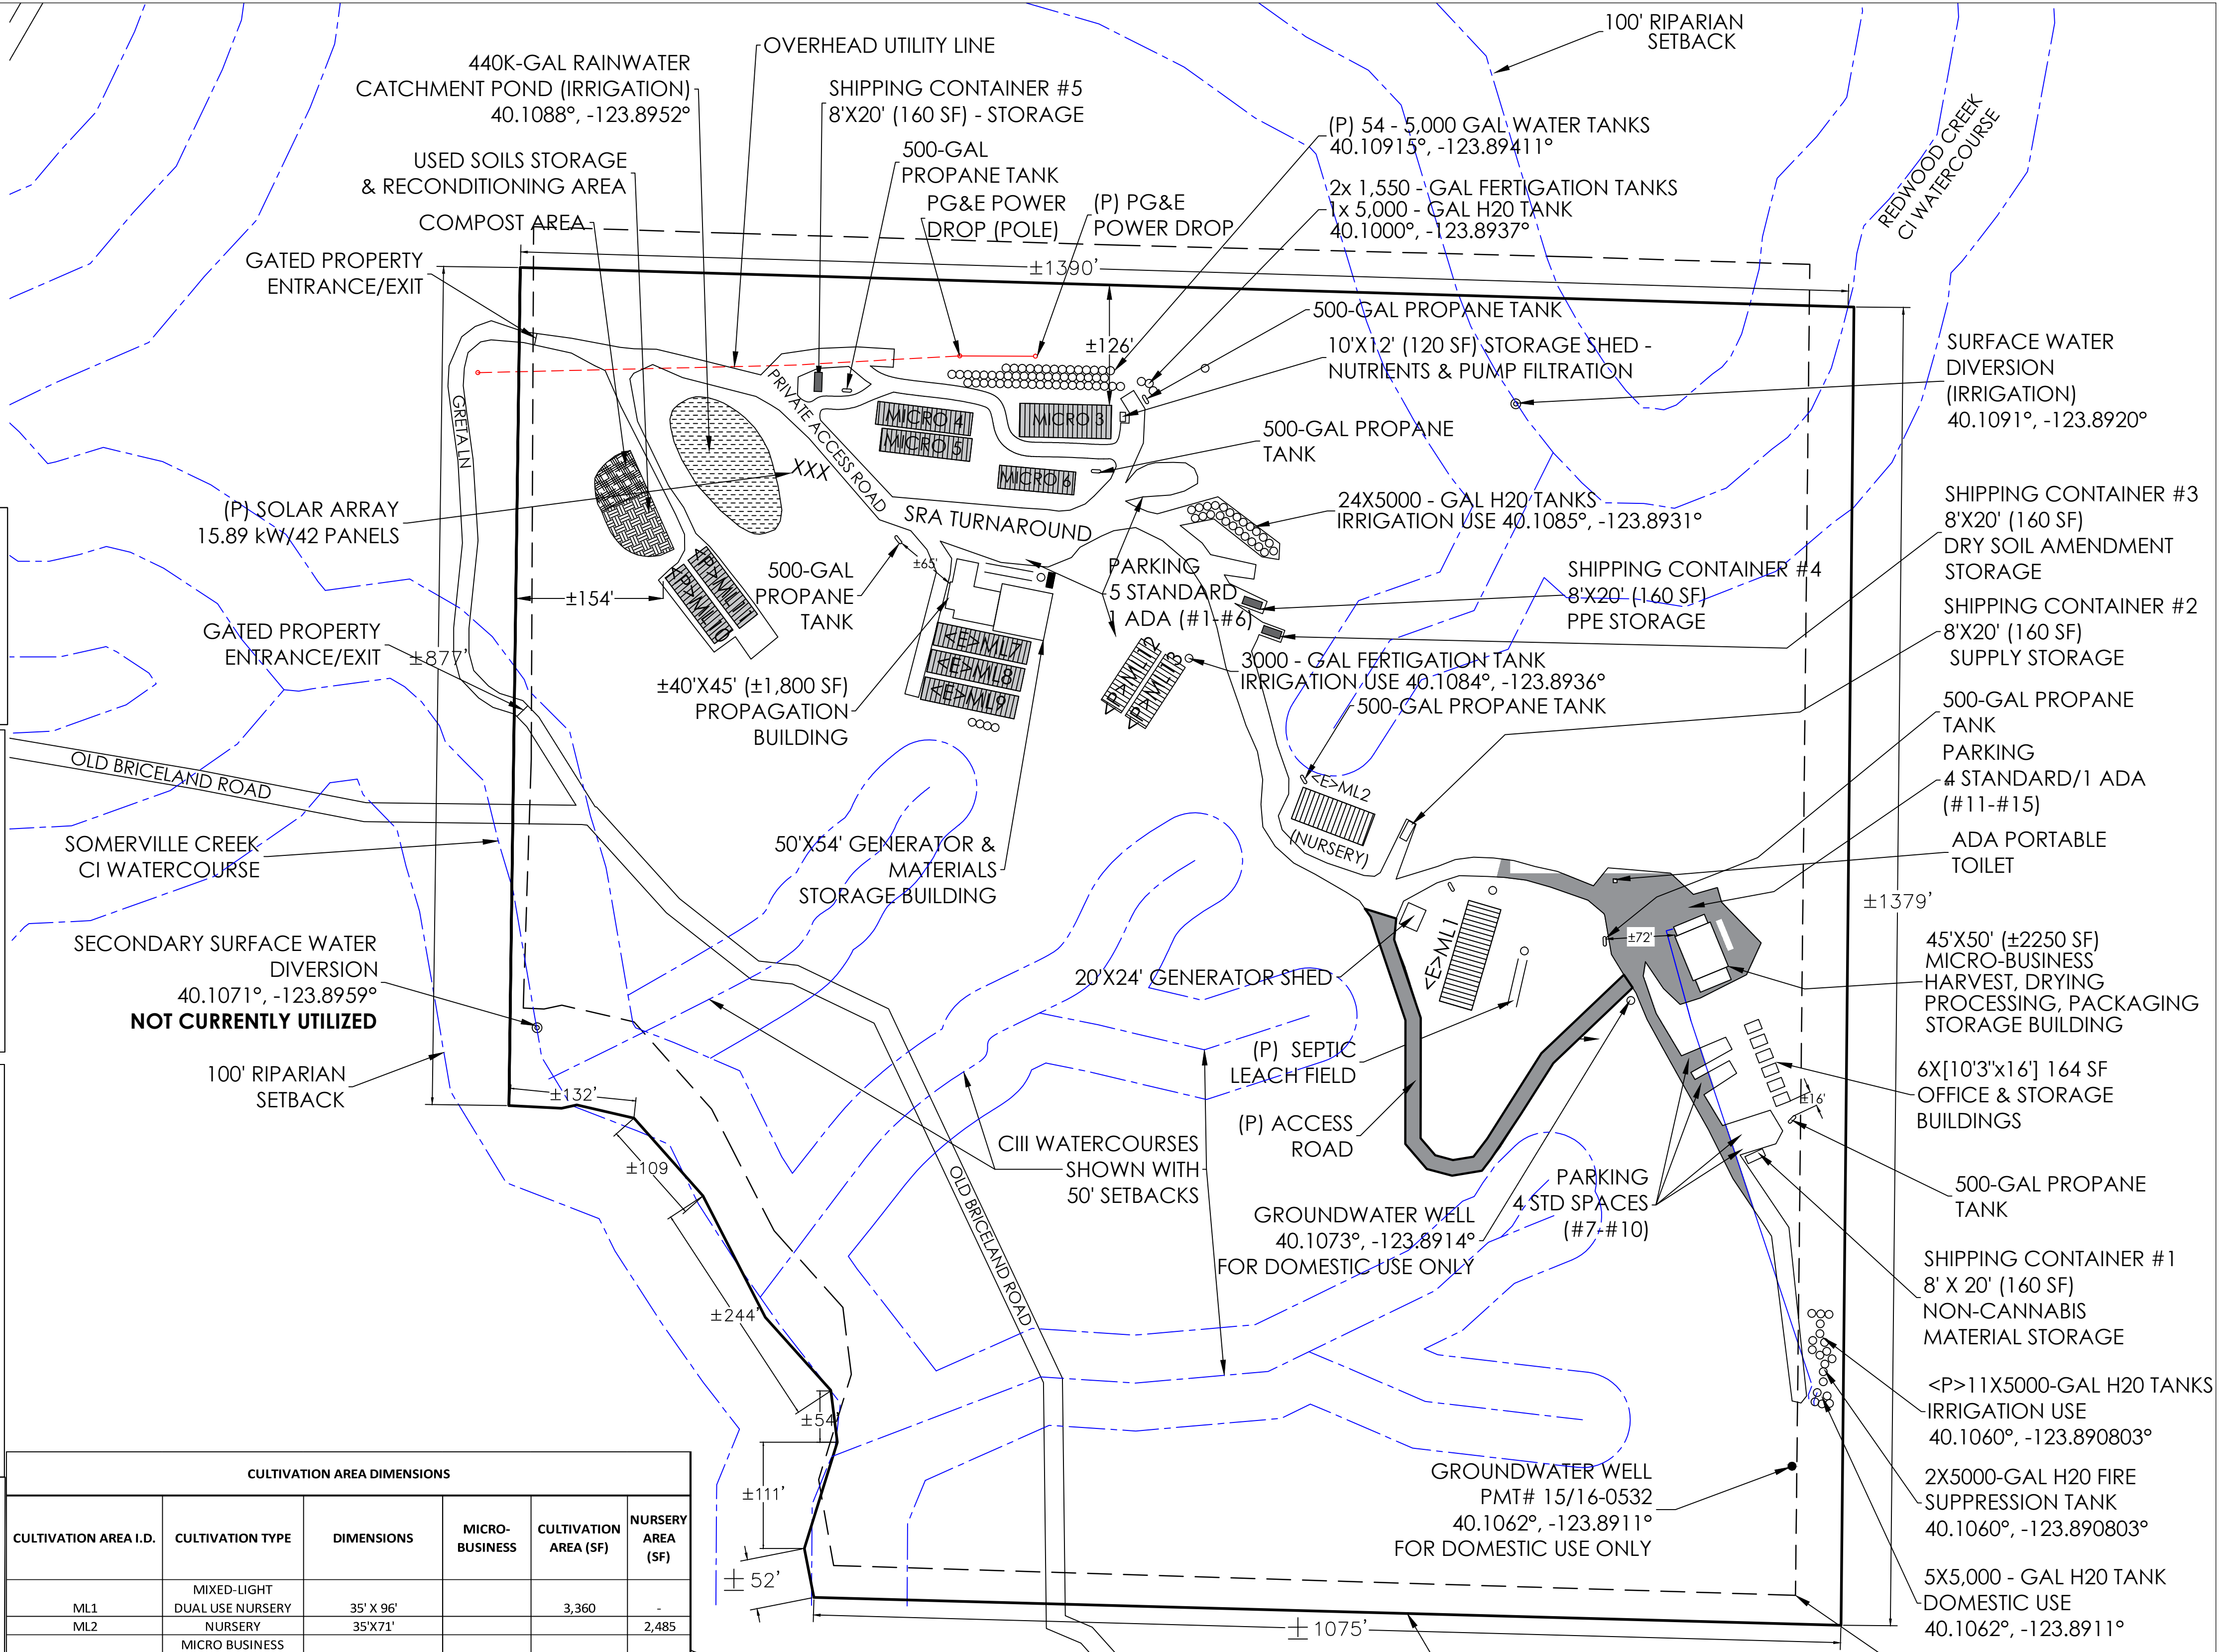 100' RIPARIAN
SETBACK
OVERHEAD UTILITY LINE
440K-GAL RAINWATER
CATCHMENT POND (IRRIGATION)
40.1088°, -123.8952°
SHIPPING CONTAINER #5
8'X20' (160 SF) - STORAGE
(P) 54 - 5,000 GAL WATER TANKS
40.10915°, -123.89411°
REDWOOD CREEK
CI WATERCOURSE
USED SOILS STORAGE
& RECONDITIONING AREA
500-GAL
PROPANE TANK
2x 1,550 - GAL FERTIGATION TANKS
1x 5,000 - GAL H20 TANK
40.1000°, -123.8937°
COMPOST AREA
PG&E POWER
DROP (POLE)
(P) PG&E
POWER DROP
GATED PROPERTY
ENTRANCE/EXIT
±1390'
500-GAL PROPANE TANK
±126'
10'X12' (120 SF) STORAGE SHED -
NUTRIENTS & PUMP FILTRATION
SURFACE WATER
DIVERSION
(IRRIGATION)
40.1091°, -123.8920°
GRETA LN
PRIVATE ACCESS ROAD
MICRO 4
MICRO 3
MICRO 5
MICRO 6
500-GAL PROPANE
TANK
XXX
(P) SOLAR ARRAY
15.89 kW/42 PANELS
SRA TURNAROUND
24X5000 - GAL H20 TANKS
IRRIGATION USE 40.1085°, -123.8931°
SHIPPING CONTAINER #3
8'X20' (160 SF)
DRY SOIL AMENDMENT
STORAGE
±65'
500-GAL
PROPANE
TANK
<P>ML11
<P>ML10
±154'
PARKING
5 STANDARD
1 ADA (#1-#6)
SHIPPING CONTAINER #4
8'X20' (160 SF)
PPE STORAGE
SHIPPING CONTAINER #2
8'X20' (160 SF)
SUPPLY STORAGE
GATED PROPERTY
ENTRANCE/EXIT
±877'
<E>ML7
<E>ML8
<E>ML9
<P>ML12
<P>ML13
3000 - GAL FERTIGATION TANK
IRRIGATION USE 40.1084°, -123.8936°
500-GAL PROPANE TANK
±40'X45' (±1,800 SF)
PROPAGATION
BUILDING
500-GAL PROPANE
TANK
PARKING
4 STANDARD/1 ADA
(#11-#15)
OLD BRICELAND ROAD
<E>ML2
(NURSERY)
SOMERVILLE CREEK
CI WATERCOURSE
50'X54' GENERATOR &
MATERIALS
STORAGE BUILDING
ADA PORTABLE
TOILET
±1379'
SECONDARY SURFACE WATER
DIVERSION
40.1071°, -123.8959°
NOT CURRENTLY UTILIZED
<E>ML1
±72'
45'X50' (±2250 SF)
MICRO-BUSINESS
HARVEST, DRYING
PROCESSING, PACKAGING
STORAGE BUILDING
20'X24' GENERATOR SHED
100' RIPARIAN
SETBACK
(P) SEPTIC
LEACH FIELD
6X[10'3"x16'] 164 SF
OFFICE & STORAGE
BUILDINGS
±16'
±132'
(P) ACCESS
ROAD
±109
CIII WATERCOURSES
SHOWN WITH
50' SETBACKS
OLD BRICELAND ROAD
PARKING
4 STD SPACES
(#7-#10)
500-GAL PROPANE
TANK
GROUNDWATER WELL
40.1073°, -123.8914°
FOR DOMESTIC USE ONLY
SHIPPING CONTAINER #1
8' X 20' (160 SF)
NON-CANNABIS
MATERIAL STORAGE
±244'
±54'
<P>11X5000-GAL H20 TANKS
IRRIGATION USE
40.1060°, -123.890803°
±111'
GROUNDWATER WELL
PMT# 15/16-0532
40.1062°, -123.8911°
FOR DOMESTIC USE ONLY
2X5000-GAL H20 FIRE
SUPPRESSION TANK
40.1060°, -123.890803°
± 52'
5X5,000 - GAL H20 TANK
DOMESTIC USE
40.1062°, -123.8911°
± 1075'
CULTIVATION AREA DIMENSIONS
CULTIVATION AREA I.D. CULTIVATION TYPE DIMENSIONS MICRO-BUSINESS CULTIVATION AREA (SF) NURSERY AREA (SF)
ML1 MIXED-LIGHT DUAL USE NURSERY 35' X 96' 3,360 -
ML2 NURSERY 35'X71' 2,485
MICRO BUSINESS